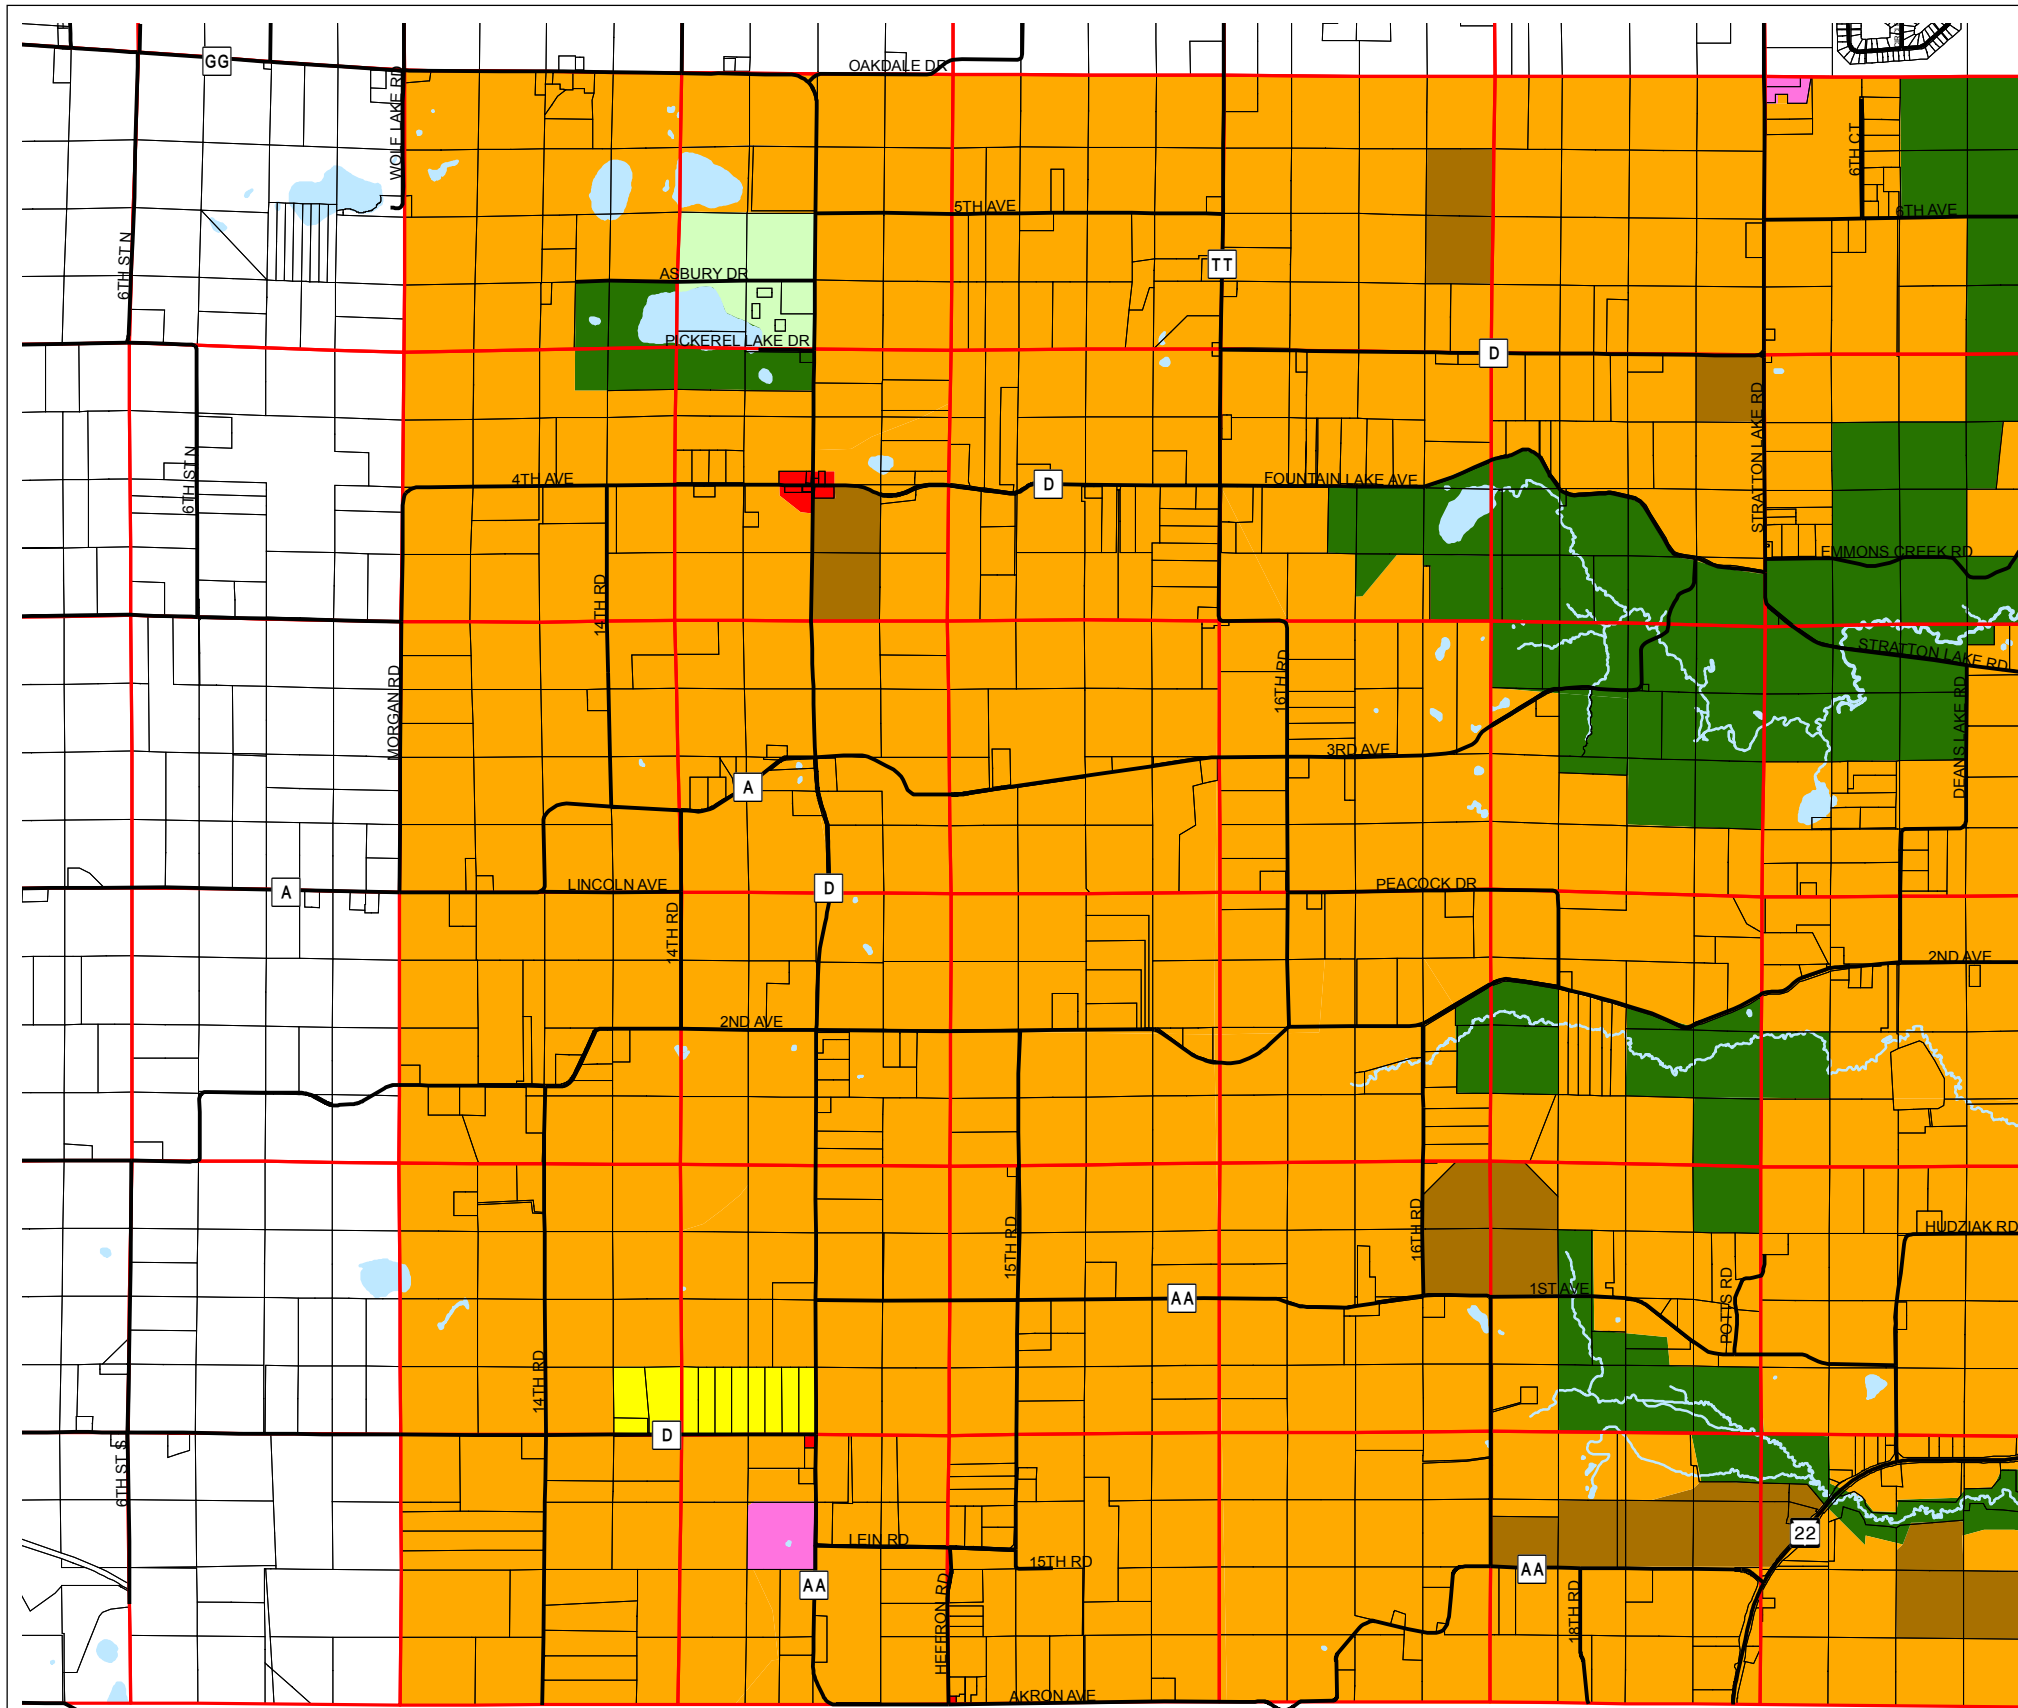 GG
OAKDALE DR
WOLF LAKE RD
6TH CT
5TH AVE
6TH AVE
6TH ST N
ASBURY DR
TT
PICKEREL LAKE DR
D
STRATTON LAKE RD
6TH ST N
4TH AVE
D
FOUNTAIN LAKE AVE
EMMONS CREEK RD
14TH RD
STRATTON LAKE RD
16TH RD
MORGAN RD
DEANS LAKE RD
3RD AVE
A
A
LINCOLN AVE
D
PEACOCK DR
14TH RD
2ND AVE
2ND AVE
15TH RD
16TH RD
HUDZIAK RD
AA
1ST AVE
POTTS RD
14TH RD
D
6TH ST S
LEIN RD
15TH RD
22
AA
AA
HEFFRON RD
18TH RD
AKRON AVE